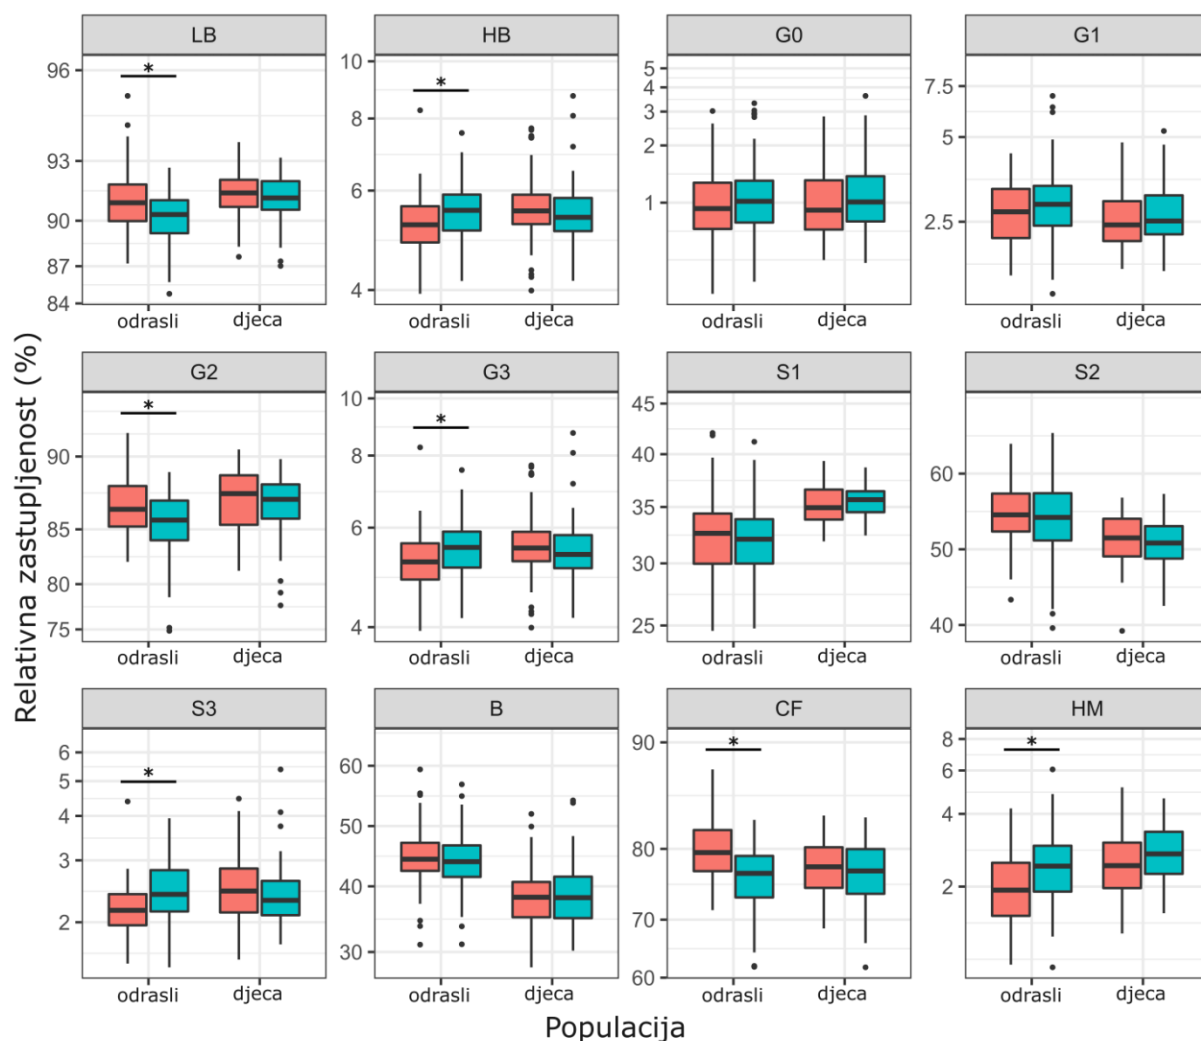 Relativna zastupljenost (%)
LB
HB
G0
G1
96
93
90
87
84
*
odrasli
djeca
10
8
6
4
*
odrasli
djeca
5
4
3
2
1
odrasli
djeca
7.5
5
2.5
odrasli
djeca
G2
G3
S1
S2
90
85
80
75
*
odrasli
djeca
10
8
6
4
*
odrasli
djeca
45
40
35
30
25
odrasli
djeca
60
50
40
odrasli
djeca
S3
B
CF
HM
6
5
4
3
2
*
odrasli
djeca
60
50
40
30
odrasli
djeca
90
80
70
60
*
odrasli
djeca
8
6
4
2
*
odrasli
djeca
Populacija